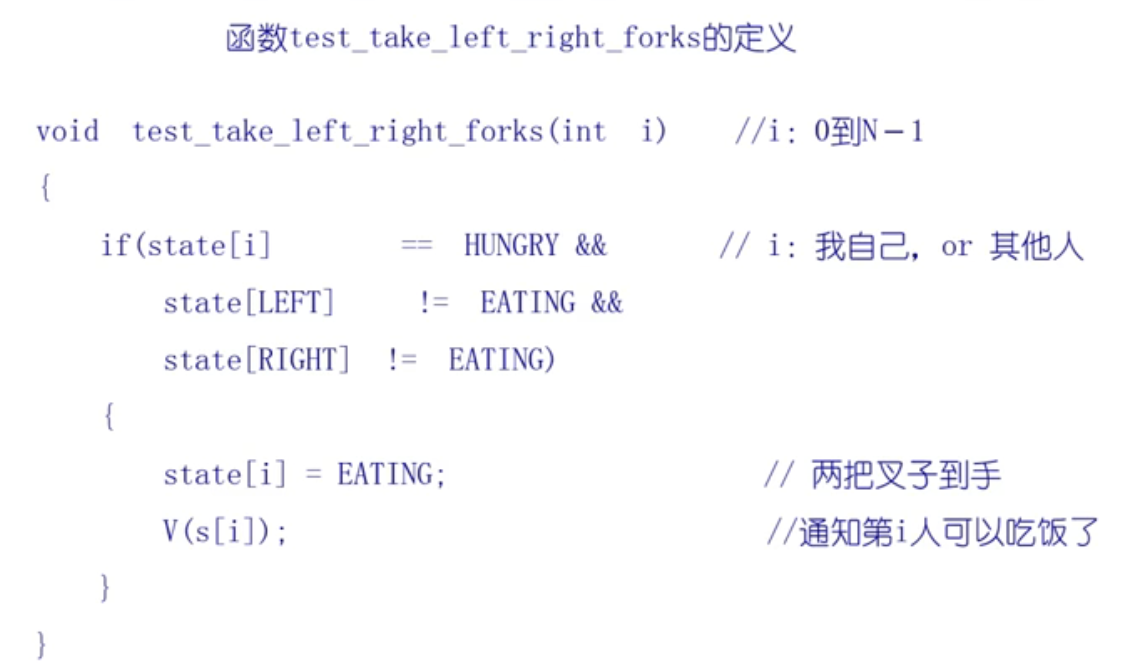 函数test_take_left_right_forks的定义
void test_take_left_right_forks(int i) //i: 0到N-1
{
if(state[i] == HUNGRY && // i: 我自己, or 其他人
state[LEFT] != EATING &&
state[RIGHT] != EATING)
{
state[i] = EATING; // 两把叉子到手
V(s[i]); //通知第i人可以吃饭了
}
}